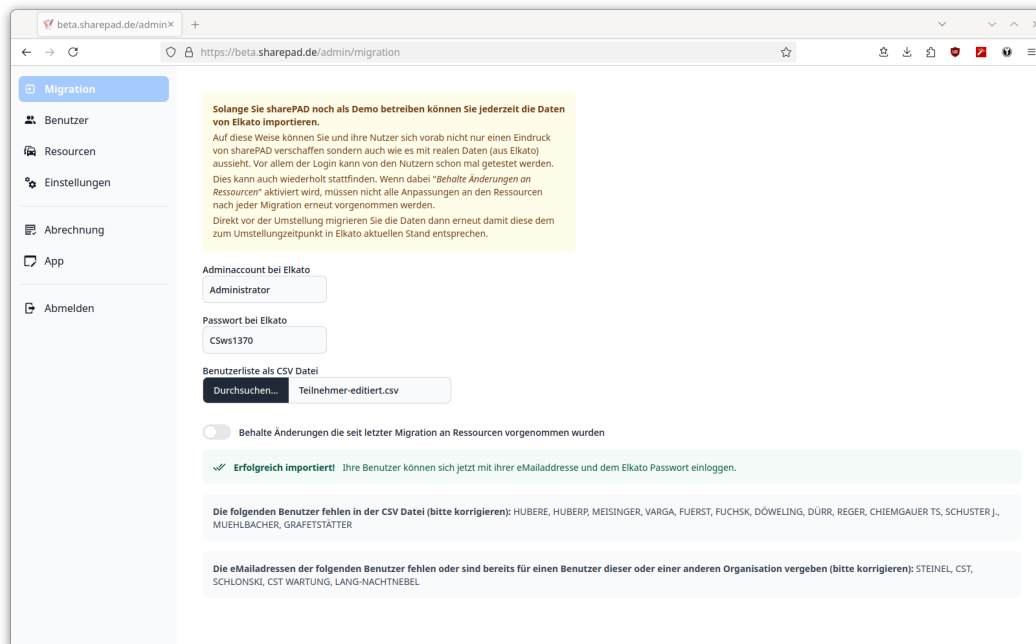 beta.sharepad.de/admin
https://beta.sharepad.de/admin/migration
Migration
Benutzer
Resourcen
Einstellungen
Abrechnung
App
Abmelden
Solange Sie sharePAD noch als Demo betreiben können Sie jederzeit die Daten
von Elkato importieren.
Auf diese Weise können Sie und ihre Nutzer sich vorab nicht nur einen Eindruck
von sharePAD verschaffen sondern auch wie es mit realen Daten (aus Elkato)
aussieht. Vor allem der Login kann von den Nutzern schon mal getestet werden.
Dies kann auch wiederholt stattfinden. Wenn dabei "Behalte Änderungen an
Ressourcen" aktiviert wird, müssen nicht alle Anpassungen an den Ressourcen
nach jeder Migration erneut vorgenommen werden.
Direkt vor der Umstellung migrieren Sie die Daten dann erneut damit diese dem
zum Umstellungzeitpunkt in Elkato aktuellen Stand entsprechen.
Adminaccount bei Elkato
Administrator
Passwort bei Elkato
CSws1370
Benutzerliste als CSV Datei
Durchsuchen... Teilnehmer-editiert.csv
Behalte Änderungen die seit letzter Migration an Ressourcen vorgenommen wurden
Erfolgreich importiert! Ihre Benutzer können sich jetzt mit ihrer eMailaddresse und dem Elkato Passwort einloggen.
Die folgenden Benutzer fehlen in der CSV Datei (bitte korrigieren): HUBERE, HUBERP, MEISINGER, VARGA, FUERST, FUCHSK, DÖWELING, DÜRR, REGER, CHIEMGAUER TS, SCHUSTER J.,
MUEHLBACHER, GRAFETSTÄTTER
Die eMailadressen der folgenden Benutzer fehlen oder sind bereits für einen Benutzer dieser oder einer anderen Organisation vergeben (bitte korrigieren): STEINEL, CST,
SCHLONSKI, CST WARTUNG, LANG-NACHTNEBEL